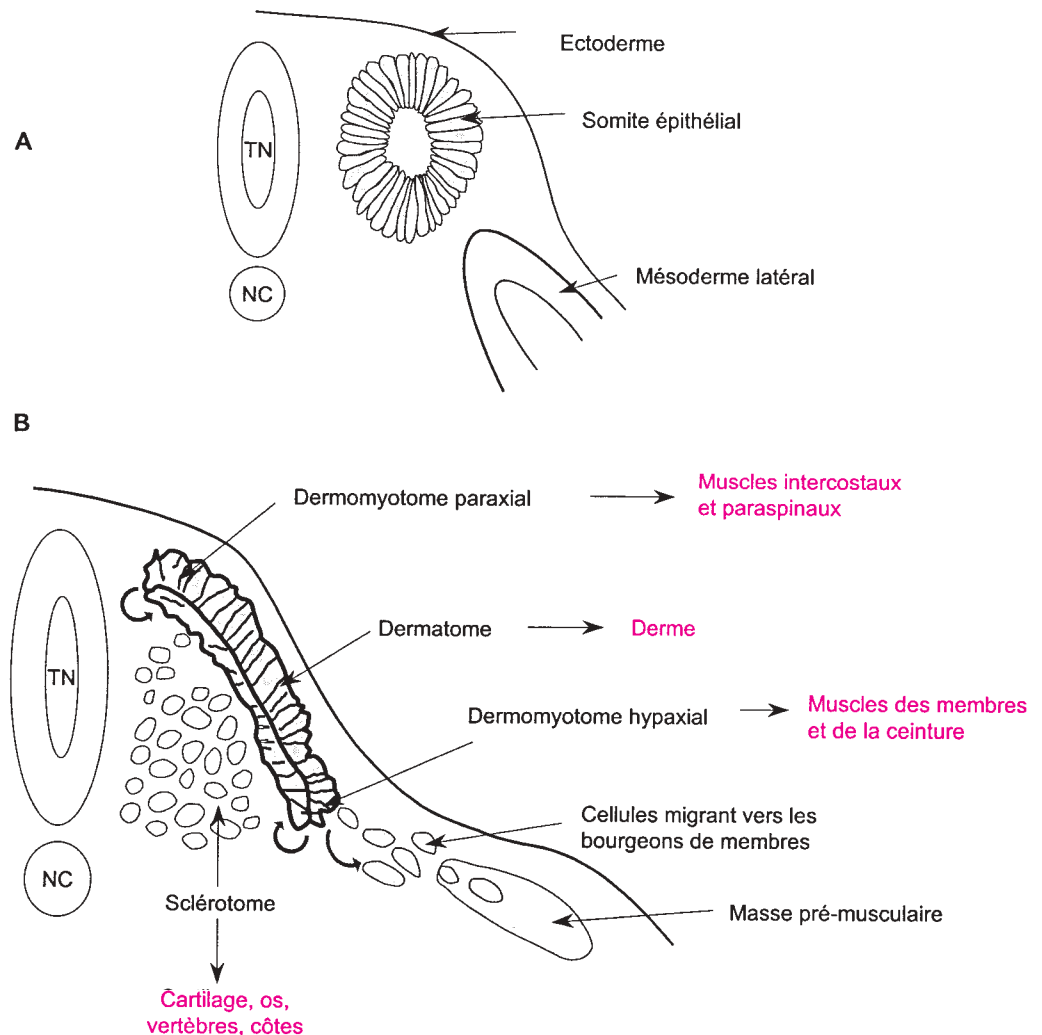 Ectoderme
Somite épithélial
A
TN
Mésoderme latéral
NC
B
Dermomyotome paraxial
Muscles intercostaux
et paraspinaux
Dermatome
Derme
TN
Dermomyotome hypaxial
Muscles des membres
et de la ceinture
Cellules migrant vers les
bourgeons de membres
NC
Sclérotome
Masse pré-musculaire
Cartilage, os,
vertèbres, côtes